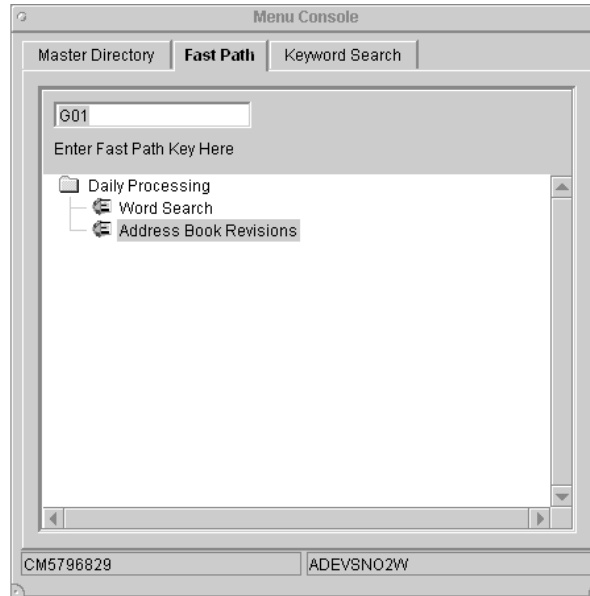 Menu Console
Master Directory Fast Path Keyword Search
G01
Enter Fast Path Key Here
Daily Processing
Word Search
Address Book Revisions
CM5796829 ADEVSNO2W